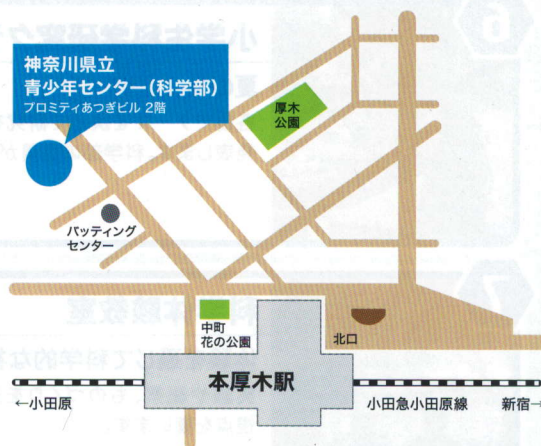 神奈川県立
青少年センター(科学部)
プロミティあつぎビル 2階
厚木
公園
バッティング
センター
中町
花の公園
北口
本厚木駅
←小田原
小田急小田原線
新宿→